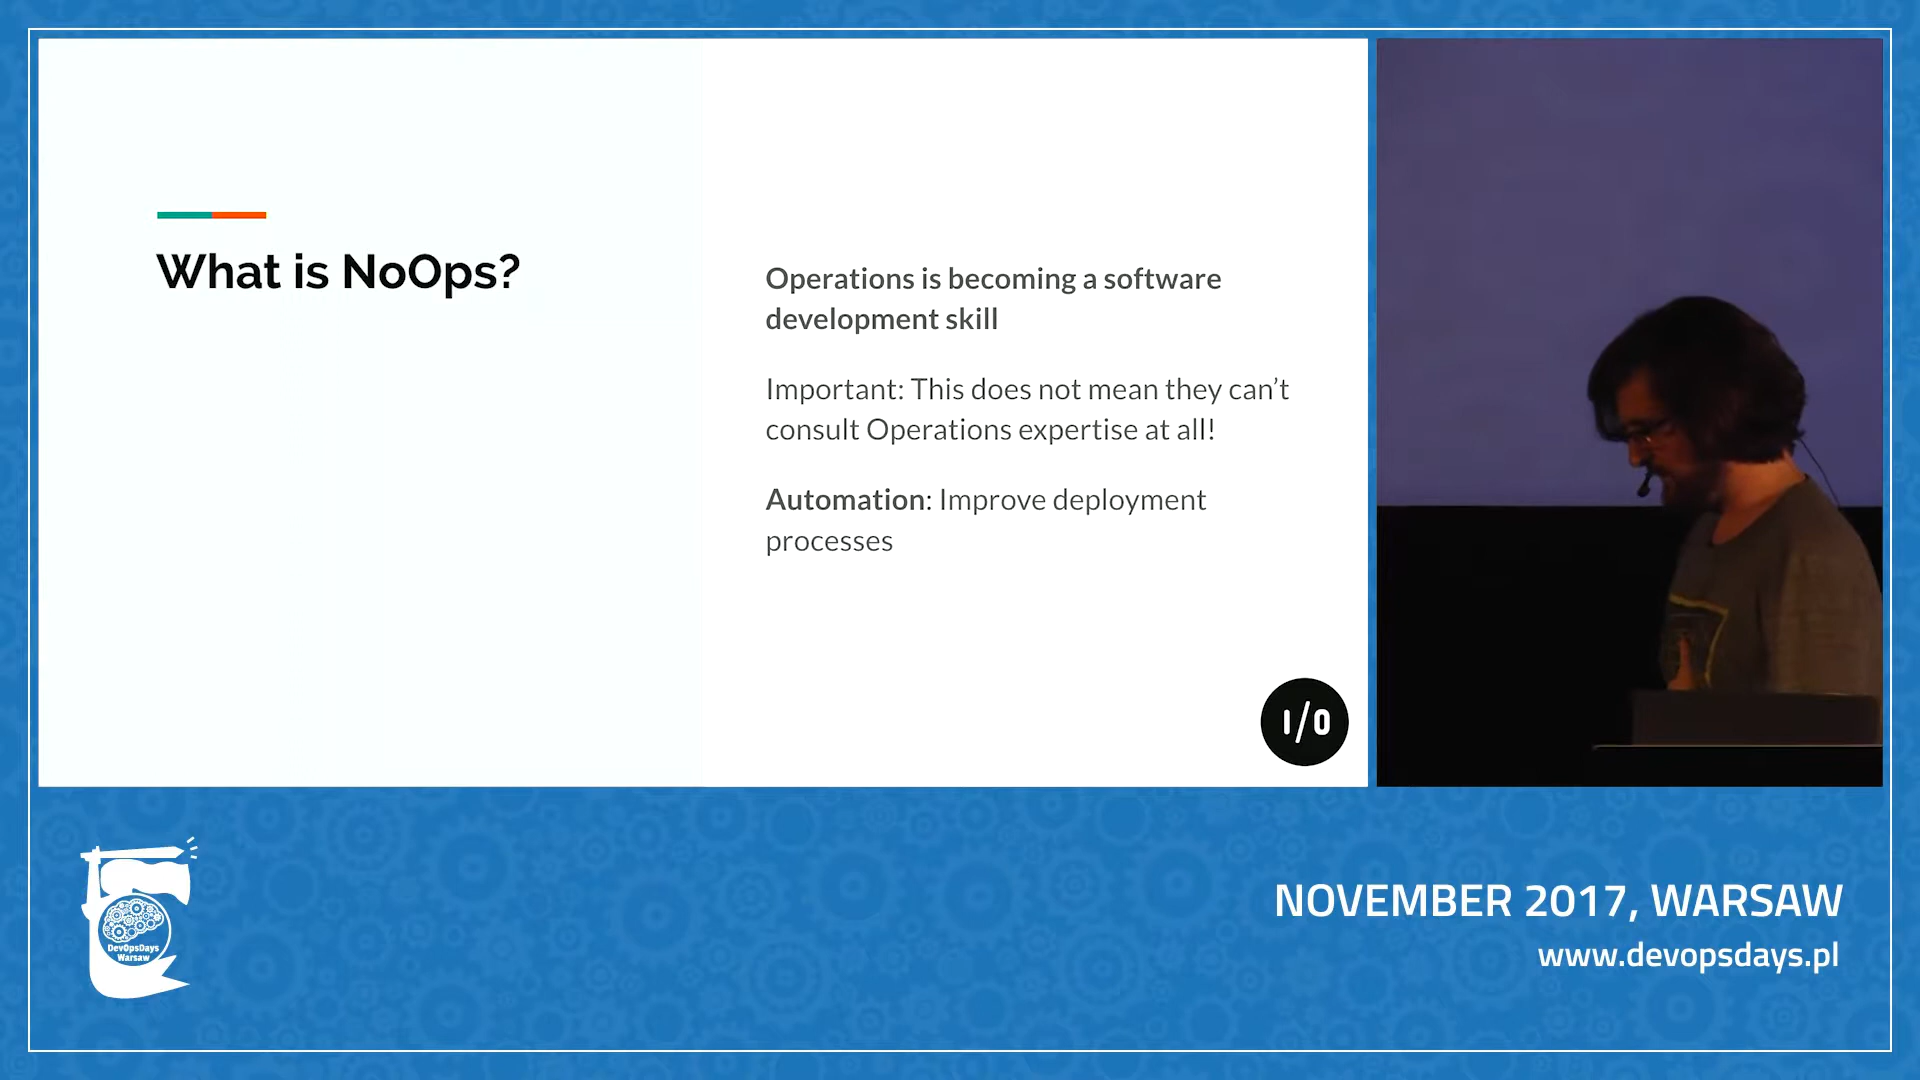 What is NoOps?
Operations is becoming a software
development skill
Important: This does not mean they can’t
consult Operations expertise at all!
Automation: Improve deployment
processes
I/O
DevOpsDays
Warsaw
NOVEMBER 2017, WARSAW
www.devopsdays.pl